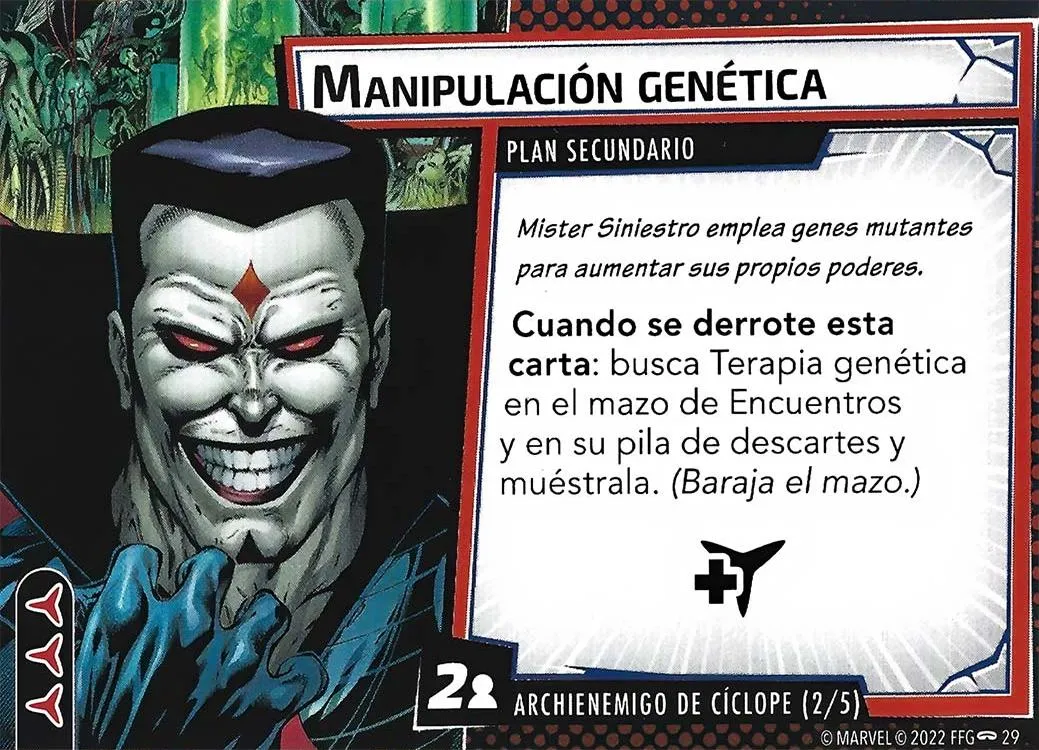 MANIPULACIÓN GENÉTICA
PLAN SECUNDARIO
Mister Siniestro emplea genes mutantes
para aumentar sus propios poderes.
Cuando se derrote esta
carta: busca Terapia genética
en el mazo de Encuentros
y en su pila de descartes y
muéstrala. (Baraja el mazo.)
2
ARCHIENEMIGO DE CÍCLOPE (2/5)
© MARVEL © 2022 FFG 29